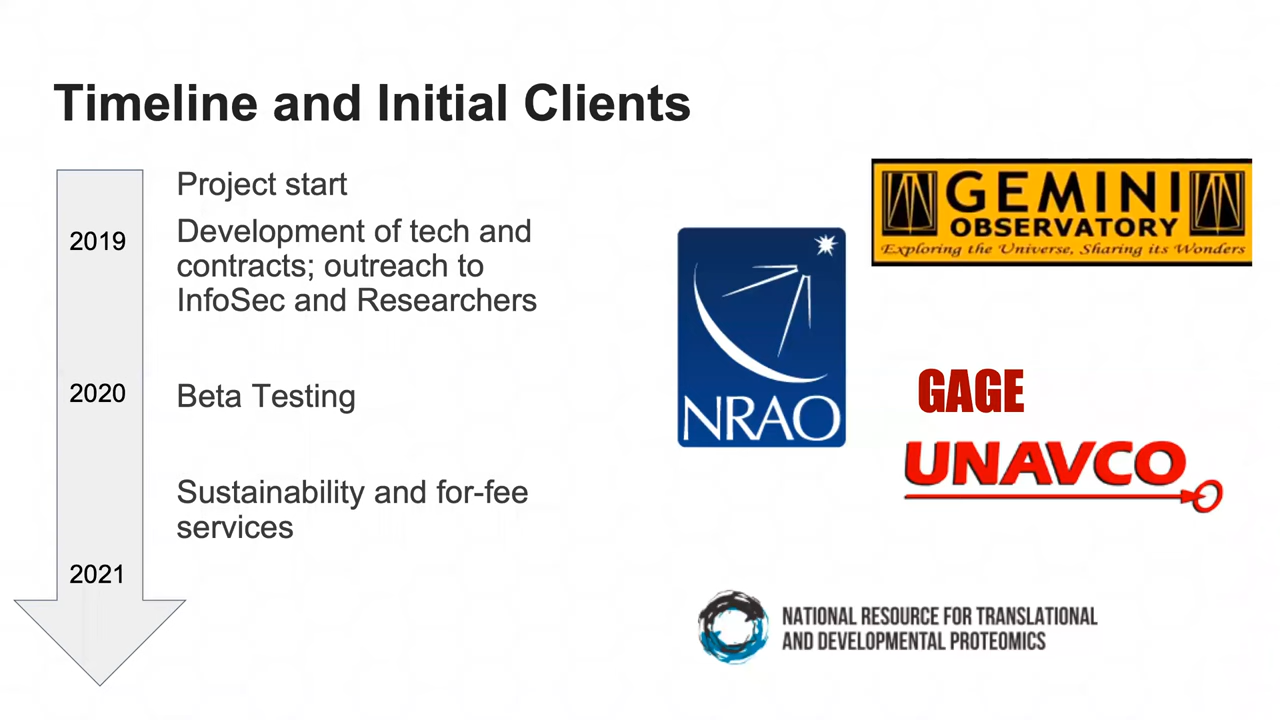 Timeline and Initial Clients
2019
Project start
Development of tech and
contracts; outreach to
InfoSec and Researchers
2020
Beta Testing
Sustainability and for-fee
services
2021
GEMINI
OBSERVATORY
Exploring the Universe, Sharing its Wonders
NRAO
GAGE
UNAVCO
NATIONAL RESOURCE FOR TRANSLATIONAL
AND DEVELOPMENTAL PROTEOMICS